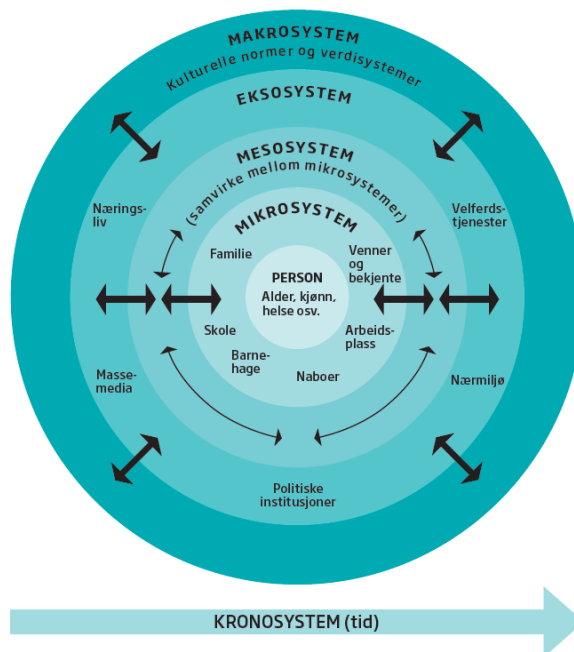 MAKROSYSTEM
Kulturelle normer og verdisystemer
EKSOSYSTEM
MESOSYSTEM
(samvirke mellom mikrosystemer)
MIKROSYSTEM
Nærings-
liv
Velferds-
tjenester
Familie
Venner
og
bekjente
PERSON
Alder, kjønn,
helse osv.
Skole
Arbeids-
plass
Barne-
hage
Naboer
Masse-
media
Nærmiljø
Politiske
institusjoner
KRONOSYSTEM (tid)